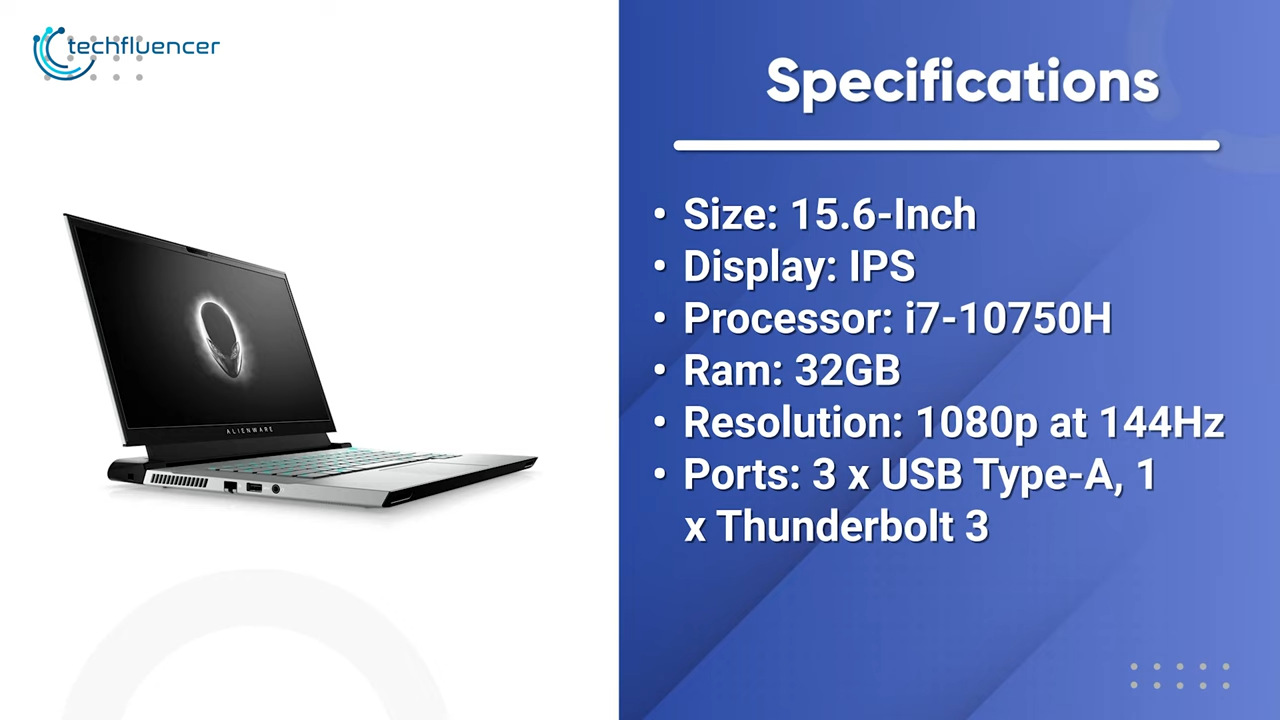 techfluencer
ALIENWARE
Specifications
• Size: 15.6-Inch
• Display: IPS
• Processor: i7-10750H
• Ram: 32GB
• Resolution: 1080p at 144Hz
• Ports: 3 x USB Type-A, 1
x Thunderbolt 3